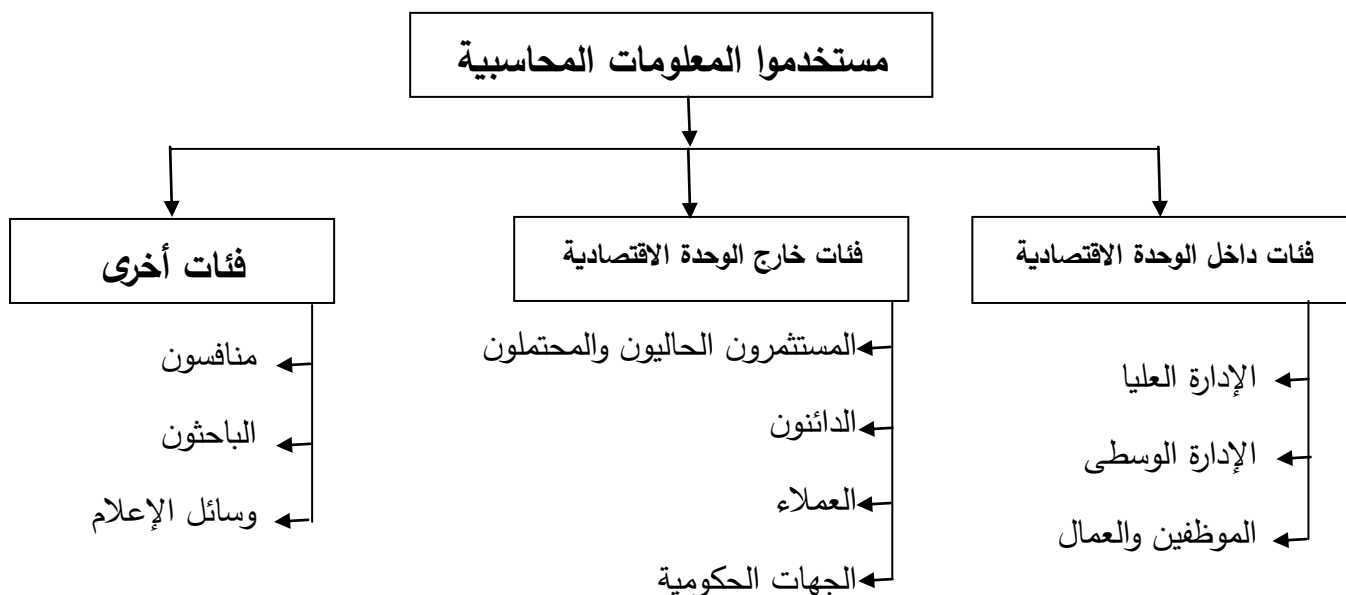 مستخدموا المعلومات المحاسبية
فئات داخل الوحدة الاقتصادية
الإدارة العليا
الإدارة الوسطى
الموظفين والعمال
فئات خارج الوحدة الاقتصادية
المستثمرون الحاليون والمحتملون
الدائنون
العملاء
الجهات الحكومية
فئات أخرى
منافسون
الباحثون
وسائل الإعلام